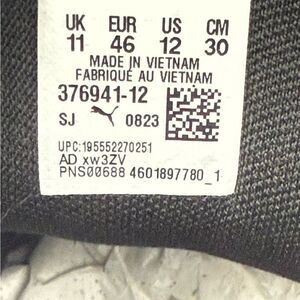 UK EUR US CM
11 46 12 30
MADE IN VIETNAM
FABRIQUÉ AU VIETNAM
376941-12
SJ 0823
UPC:195552270251
AD xw3ZV
PNS00688 4601897780_1